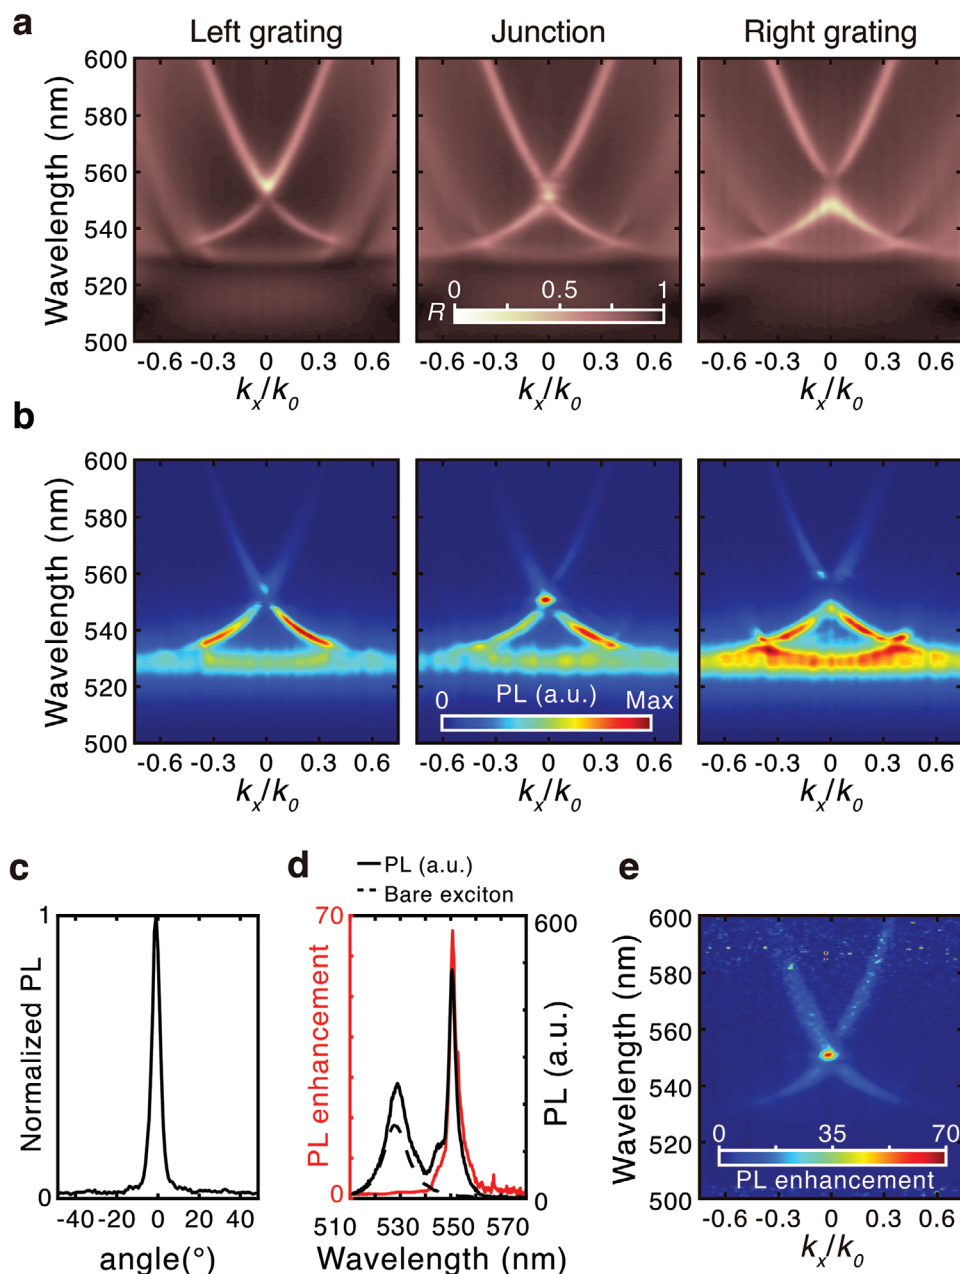 a
Left grating
Junction
Right grating
Wavelength (nm)
600
580
560
540
520
500
R
0 0.5 1
-0.6 -0.3 0 0.3 0.6
-0.6 -0.3 0 0.3 0.6
-0.6 -0.3 0 0.3 0.6
kx/k0
kx/k0
kx/k0
b
Wavelength (nm)
600
580
560
540
520
500
0 PL (a.u.) Max
-0.6 -0.3 0 0.3 0.6
-0.6 -0.3 0 0.3 0.6
-0.6 -0.3 0 0.3 0.6
kx/k0
kx/k0
kx/k0
c
Normalized PL
1
0
-40 -20 0 20 40
angle(°)
d
PL (a.u.)
Bare exciton
PL enhancement
70
0
600
0
PL (a.u.)
510 530 550 570
Wavelength (nm)
e
Wavelength (nm)
600
580
560
540
520
500
0 35 70
PL enhancement
-0.6 -0.3 0 0.3 0.6
kx/k0